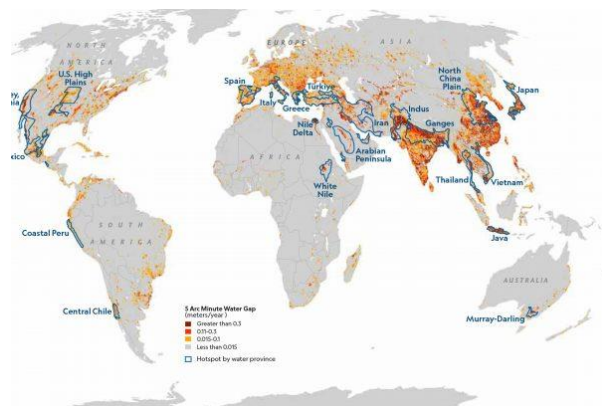 NORTH
AMERICA
EUROPE
ASIA
U.S. High
Plains
Spain
Italy
Greece
Türkiye
North
China
Plain
Japan
Indus
Iran
Ganges
Nile
Delta
Arabian
Peninsula
AFRICA
White
Nile
Thailand
Vietnam
Java
Coastal Peru
SOUTH
AMERICA
Central Chile
AUSTRALIA
Murray-Darling
5 Arc Minute Water Gap
(meters/year )
Greater than 0.3
0.11-0.3
0.015-0.1
Less than 0.015
Hotspot by water province